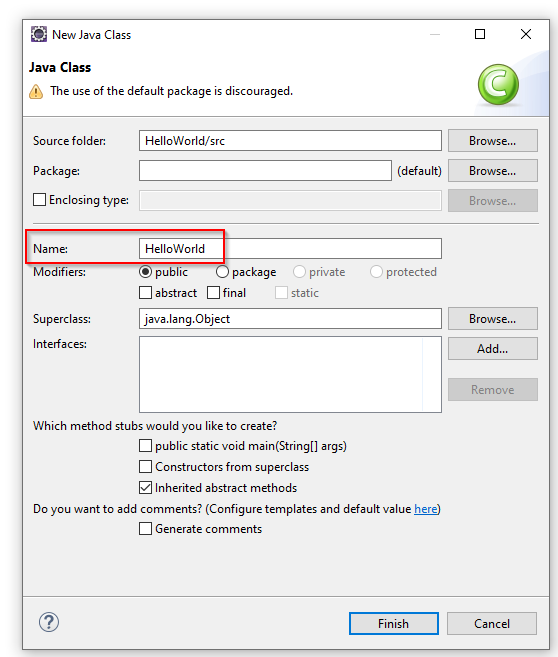 New Java Class
Java Class
The use of the default package is discouraged.
Source folder: HelloWorld/src Browse...
Package: (default) Browse...
Enclosing type: Browse...
Name: HelloWorld
Modifiers: public package private protected
abstract final static
Superclass: java.lang.Object Browse...
Interfaces: Add...
Remove
Which method stubs would you like to create?
public static void main(String[] args)
Constructors from superclass
Inherited abstract methods
Do you want to add comments? (Configure templates and default value here)
Generate comments
? Finish Cancel